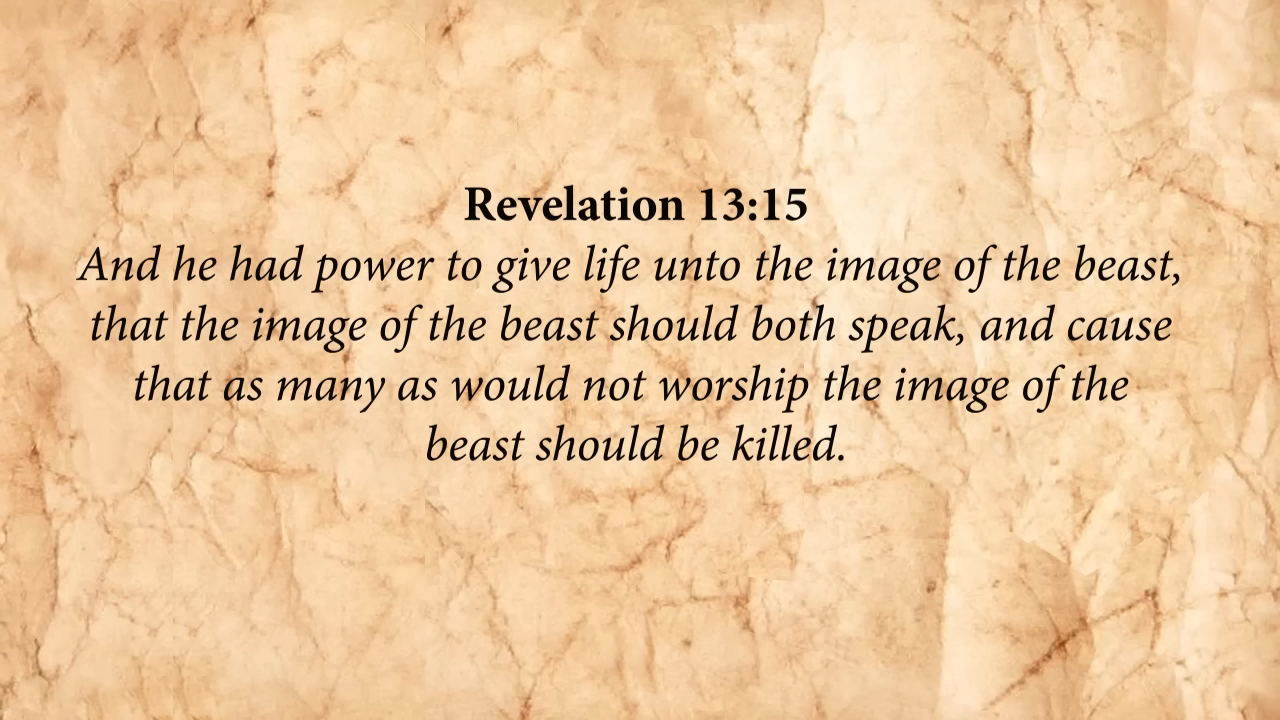 Revelation 13:15
And he had power to give life unto the image of the beast,
that the image of the beast should both speak, and cause
that as many as would not worship the image of the
beast should be killed.